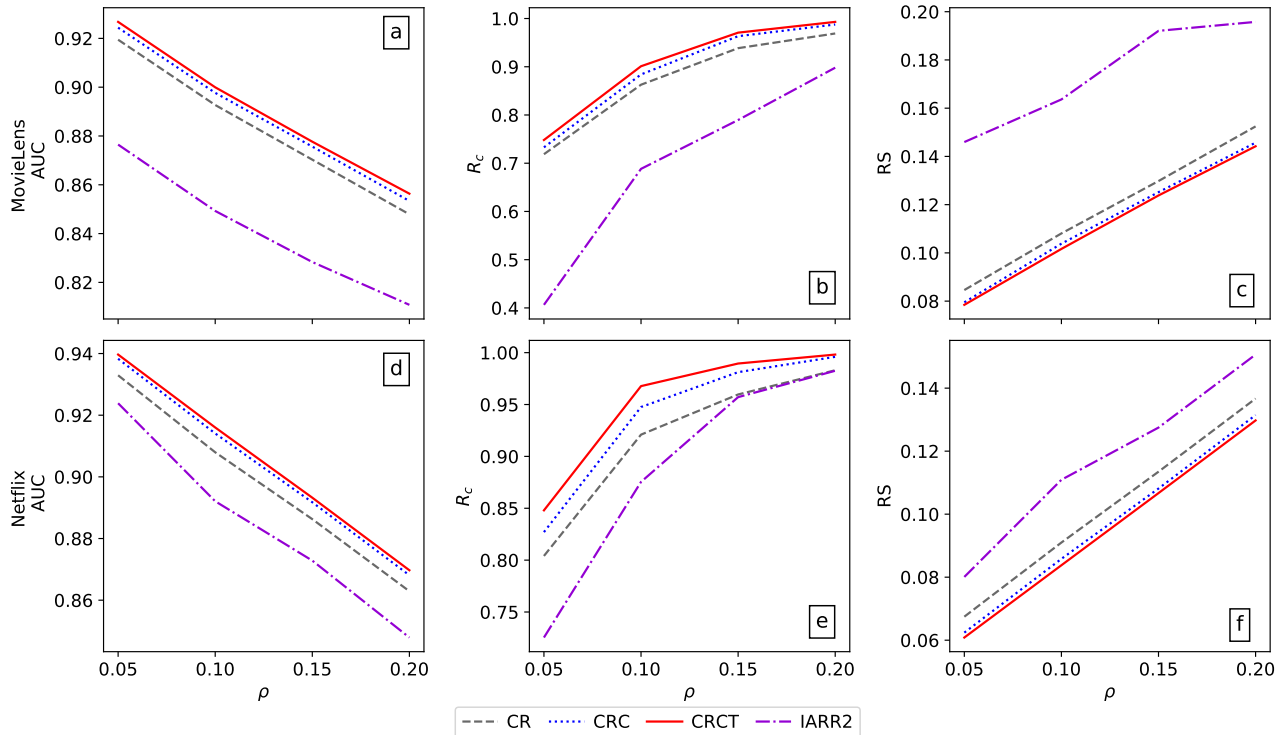 MovieLens
AUC
0.92
0.90
0.88
0.86
0.84
0.82
a
R_c
1.0
0.9
0.8
0.7
0.6
0.5
0.4
b
RS
0.20
0.18
0.16
0.14
0.12
0.10
0.08
c
Netflix
AUC
0.94
0.92
0.90
0.88
0.86
d
0.05 0.10 0.15 0.20
ρ
R_c
1.00
0.95
0.90
0.85
0.80
0.75
e
0.05 0.10 0.15 0.20
ρ
RS
0.14
0.12
0.10
0.08
0.06
f
0.05 0.10 0.15 0.20
ρ
CR CRC CRCT IARR2